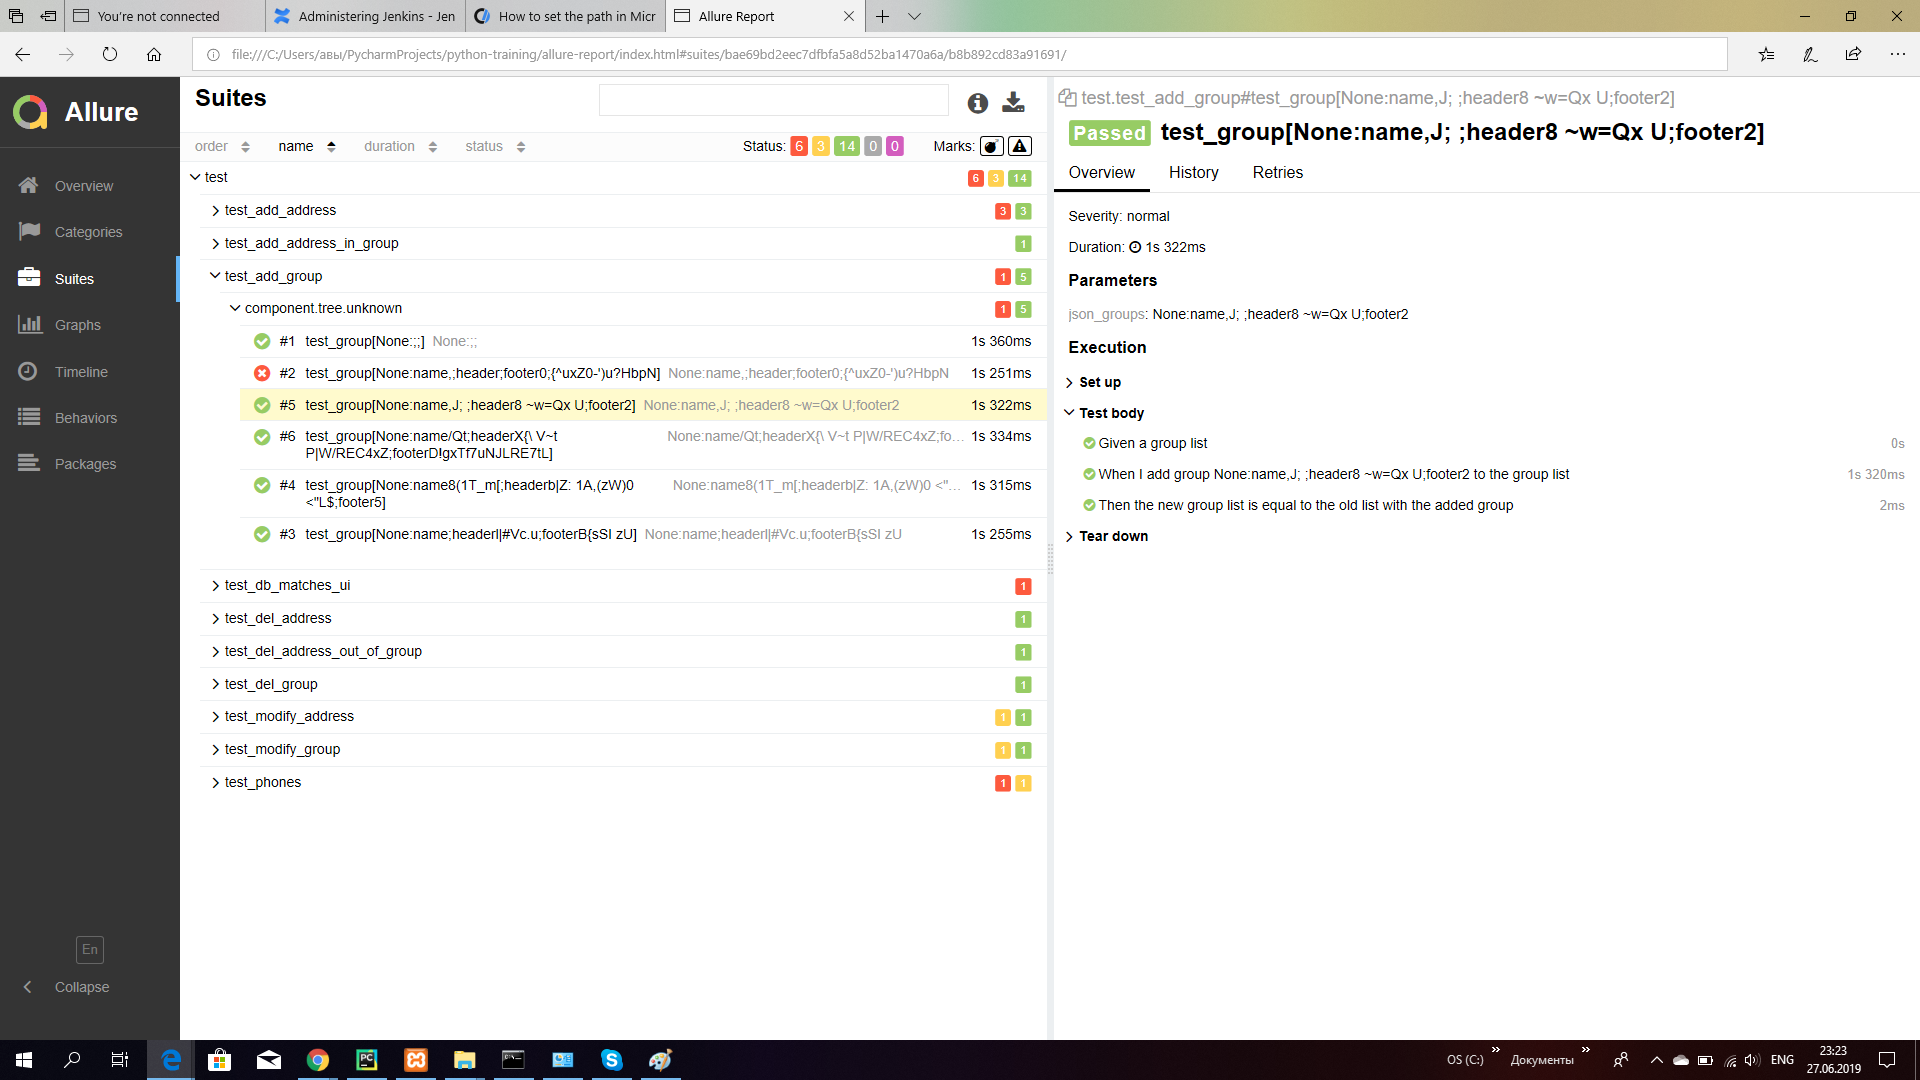 You're not connected
Administering Jenkins - Jen
How to set the path in Micr
Allure Report
file:///C:/Users/авы/PycharmProjects/python-training/allure-report/index.html#suites/bae69bd2eec7dfbfa5a8d52ba1470a6a/b8b892cd83a91691/
Allure
Overview
Categories
Suites
Graphs
Timeline
Behaviors
Packages
En
Collapse
Suites
order name duration status Status: 6 3 14 0 0 Marks:
test 6 3 14
test_add_address 3 3
test_add_address_in_group 1
test_add_group 1 5
component.tree.unknown 1 5
#1 test_group[None:;;] None:;; 1s 360ms
#2 test_group[None:name,;header;footer0;{^uxZ0-')u?HbpN] None:name,;header;footer0;{^uxZ0-')u?HbpN 1s 251ms
#5 test_group[None:name,J; ;header8 ~w=Qx U;footer2] None:name,J; ;header8 ~w=Qx U;footer2 1s 322ms
#6 test_group[None:name/Qt;headerX{\ V~t None:name/Qt;headerX{\ V~t P|W/REC4xZ;fo... 1s 334ms
P|W/REC4xZ;footerD!gxTf7uNJLRE7tL]
#4 test_group[None:name8(1T_m[;headerb|Z: 1A,(zW)0 None:name8(1T_m[;headerb|Z: 1A,(zW)0 <"... 1s 315ms
<"L$;footer5]
#3 test_group[None:name;headerl|#Vc.u;footerB{sSI zU] None:name;headerl|#Vc.u;footerB{sSI zU 1s 255ms
test_db_matches_ui 1
test_del_address 1
test_del_address_out_of_group 1
test_del_group 1
test_modify_address 1 1
test_modify_group 1 1
test_phones 1 1
test.test_add_group#test_group[None:name,J; ;header8 ~w=Qx U;footer2]
Passed test_group[None:name,J; ;header8 ~w=Qx U;footer2]
Overview History Retries
Severity: normal
Duration: 1s 322ms
Parameters
json_groups: None:name,J; ;header8 ~w=Qx U;footer2
Execution
Set up
Test body
Given a group list 0s
When I add group None:name,J; ;header8 ~w=Qx U;footer2 to the group list 1s 320ms
Then the new group list is equal to the old list with the added group 2ms
Tear down
OS (C:) » Документы » ENG
23:23
27.06.2019